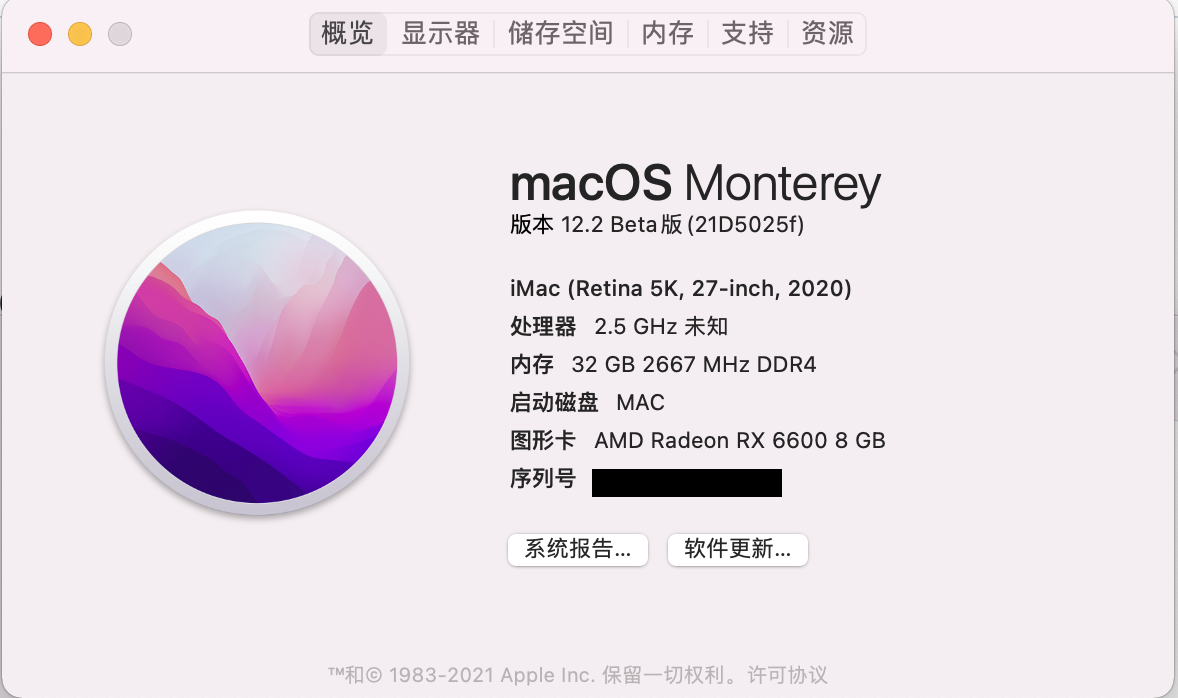 概览 显示器 储存空间 内存 支持 资源
macOS Monterey
版本 12.2 Beta版 (21D5025f)
iMac (Retina 5K, 27-inch, 2020)
处理器 2.5 GHz 未知
内存 32 GB 2667 MHz DDR4
启动磁盘 MAC
图形卡 AMD Radeon RX 6600 8 GB
序列号
系统报告... 软件更新...
™和© 1983-2021 Apple Inc. 保留一切权利。许可协议